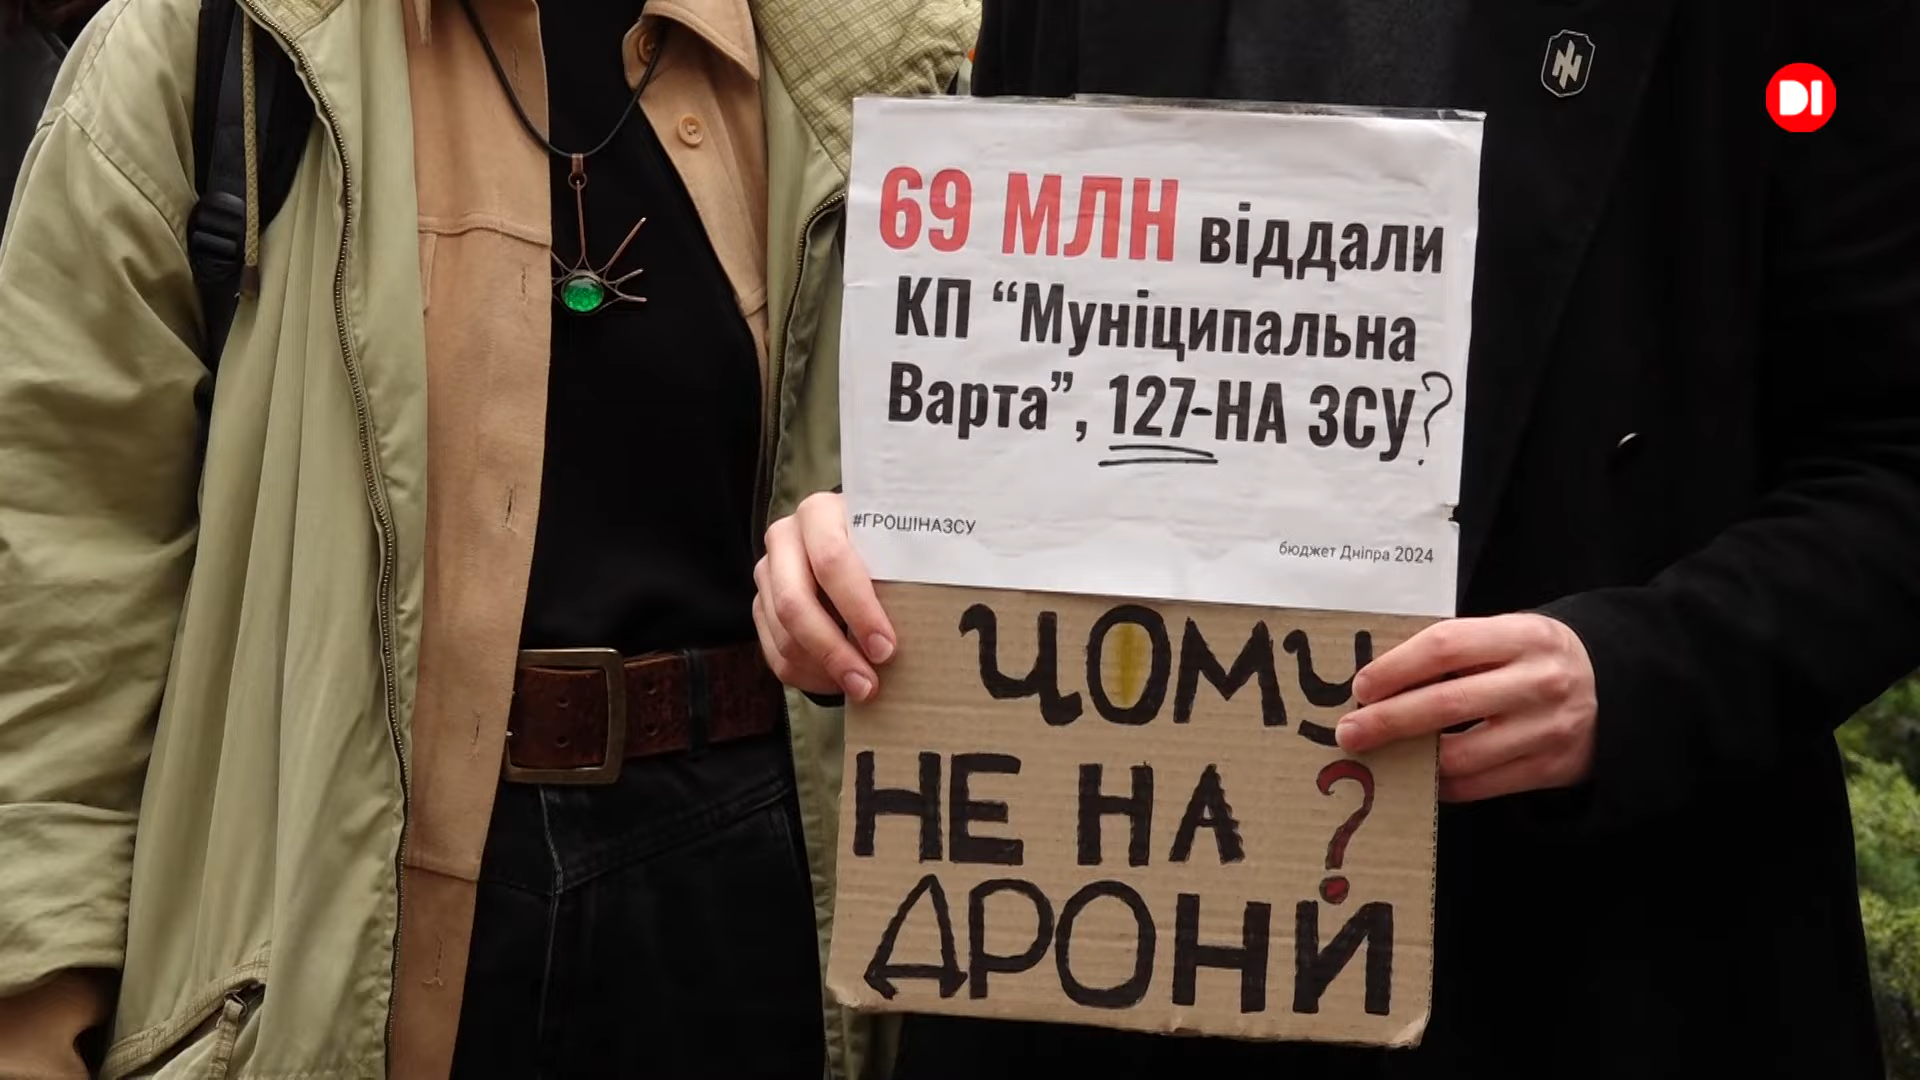 DI
69 МЛН віддали
КП “Муніципальна
Варта”, 127-НА ЗСУ?
#ГРОШІНАЗСУ
бюджет Дніпра 2024
ЧОМУ
НЕ НА ?
ДРОНИ